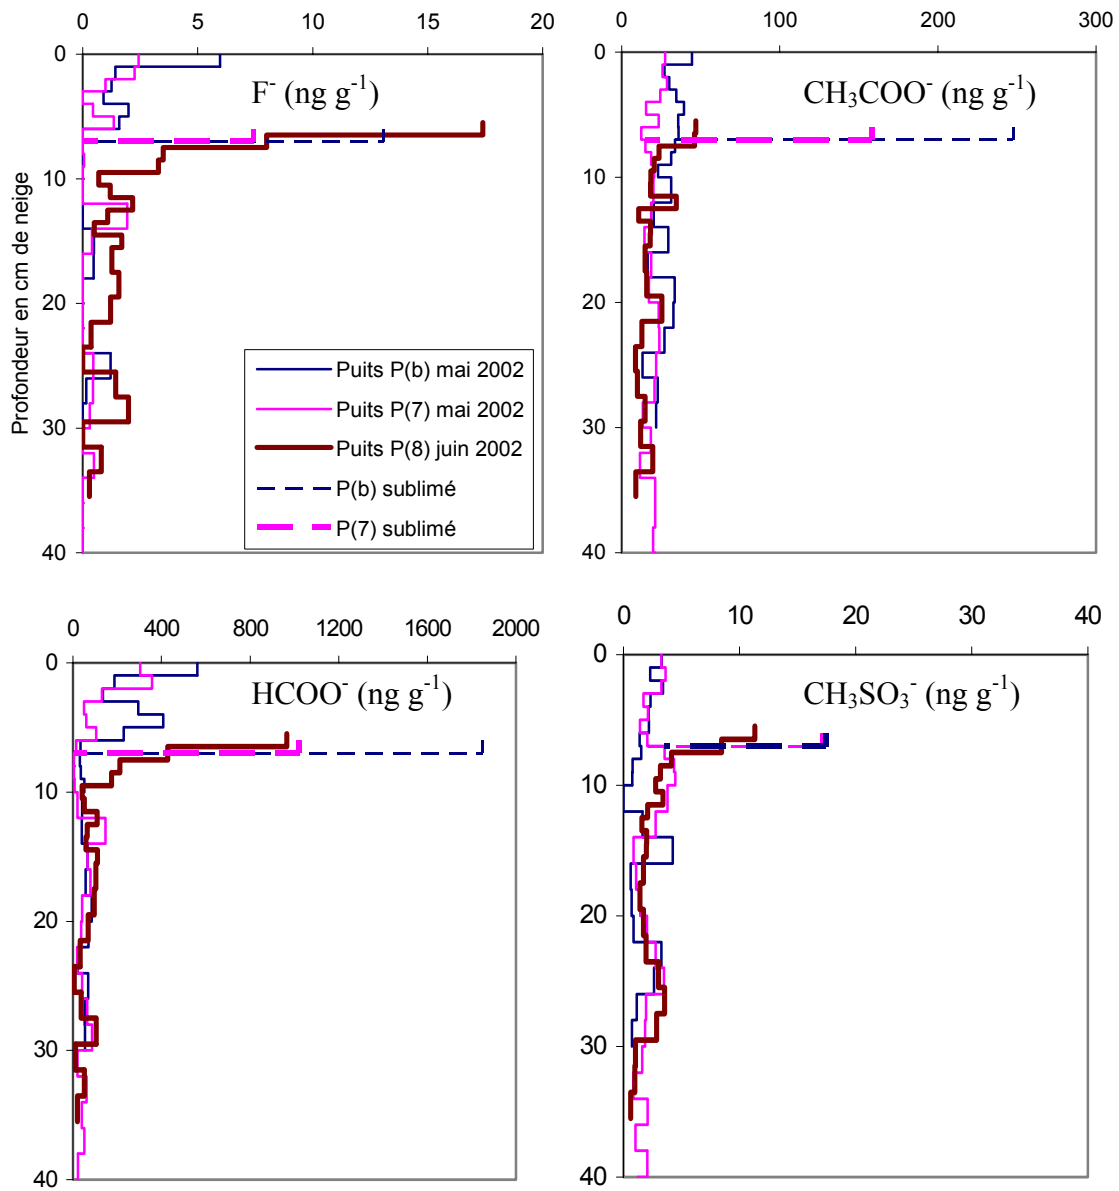 0 5 10 15 20
0 100 200 300
0
10
20
30
40
Profondeur en cm de neige
F⁻ (ng g⁻¹)
Puits P(b) mai 2002
Puits P(7) mai 2002
Puits P(8) juin 2002
P(b) sublimé
P(7) sublimé
0
10
20
30
40
CH₃COO⁻ (ng g⁻¹)
0 400 800 1200 1600 2000
0
10
20
30
40
HCOO⁻ (ng g⁻¹)
0 10 20 30 40
0
10
20
30
40
CH₃SO₃⁻ (ng g⁻¹)